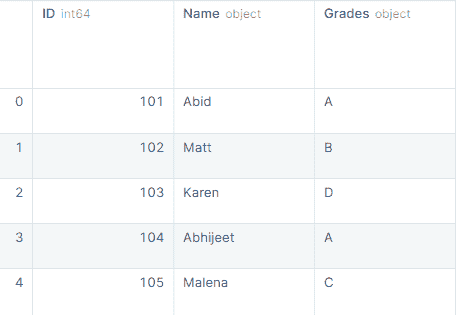 ID int64 Name object Grades object
0 101 Abid A
1 102 Matt B
2 103 Karen D
3 104 Abhijeet A
4 105 Malena C